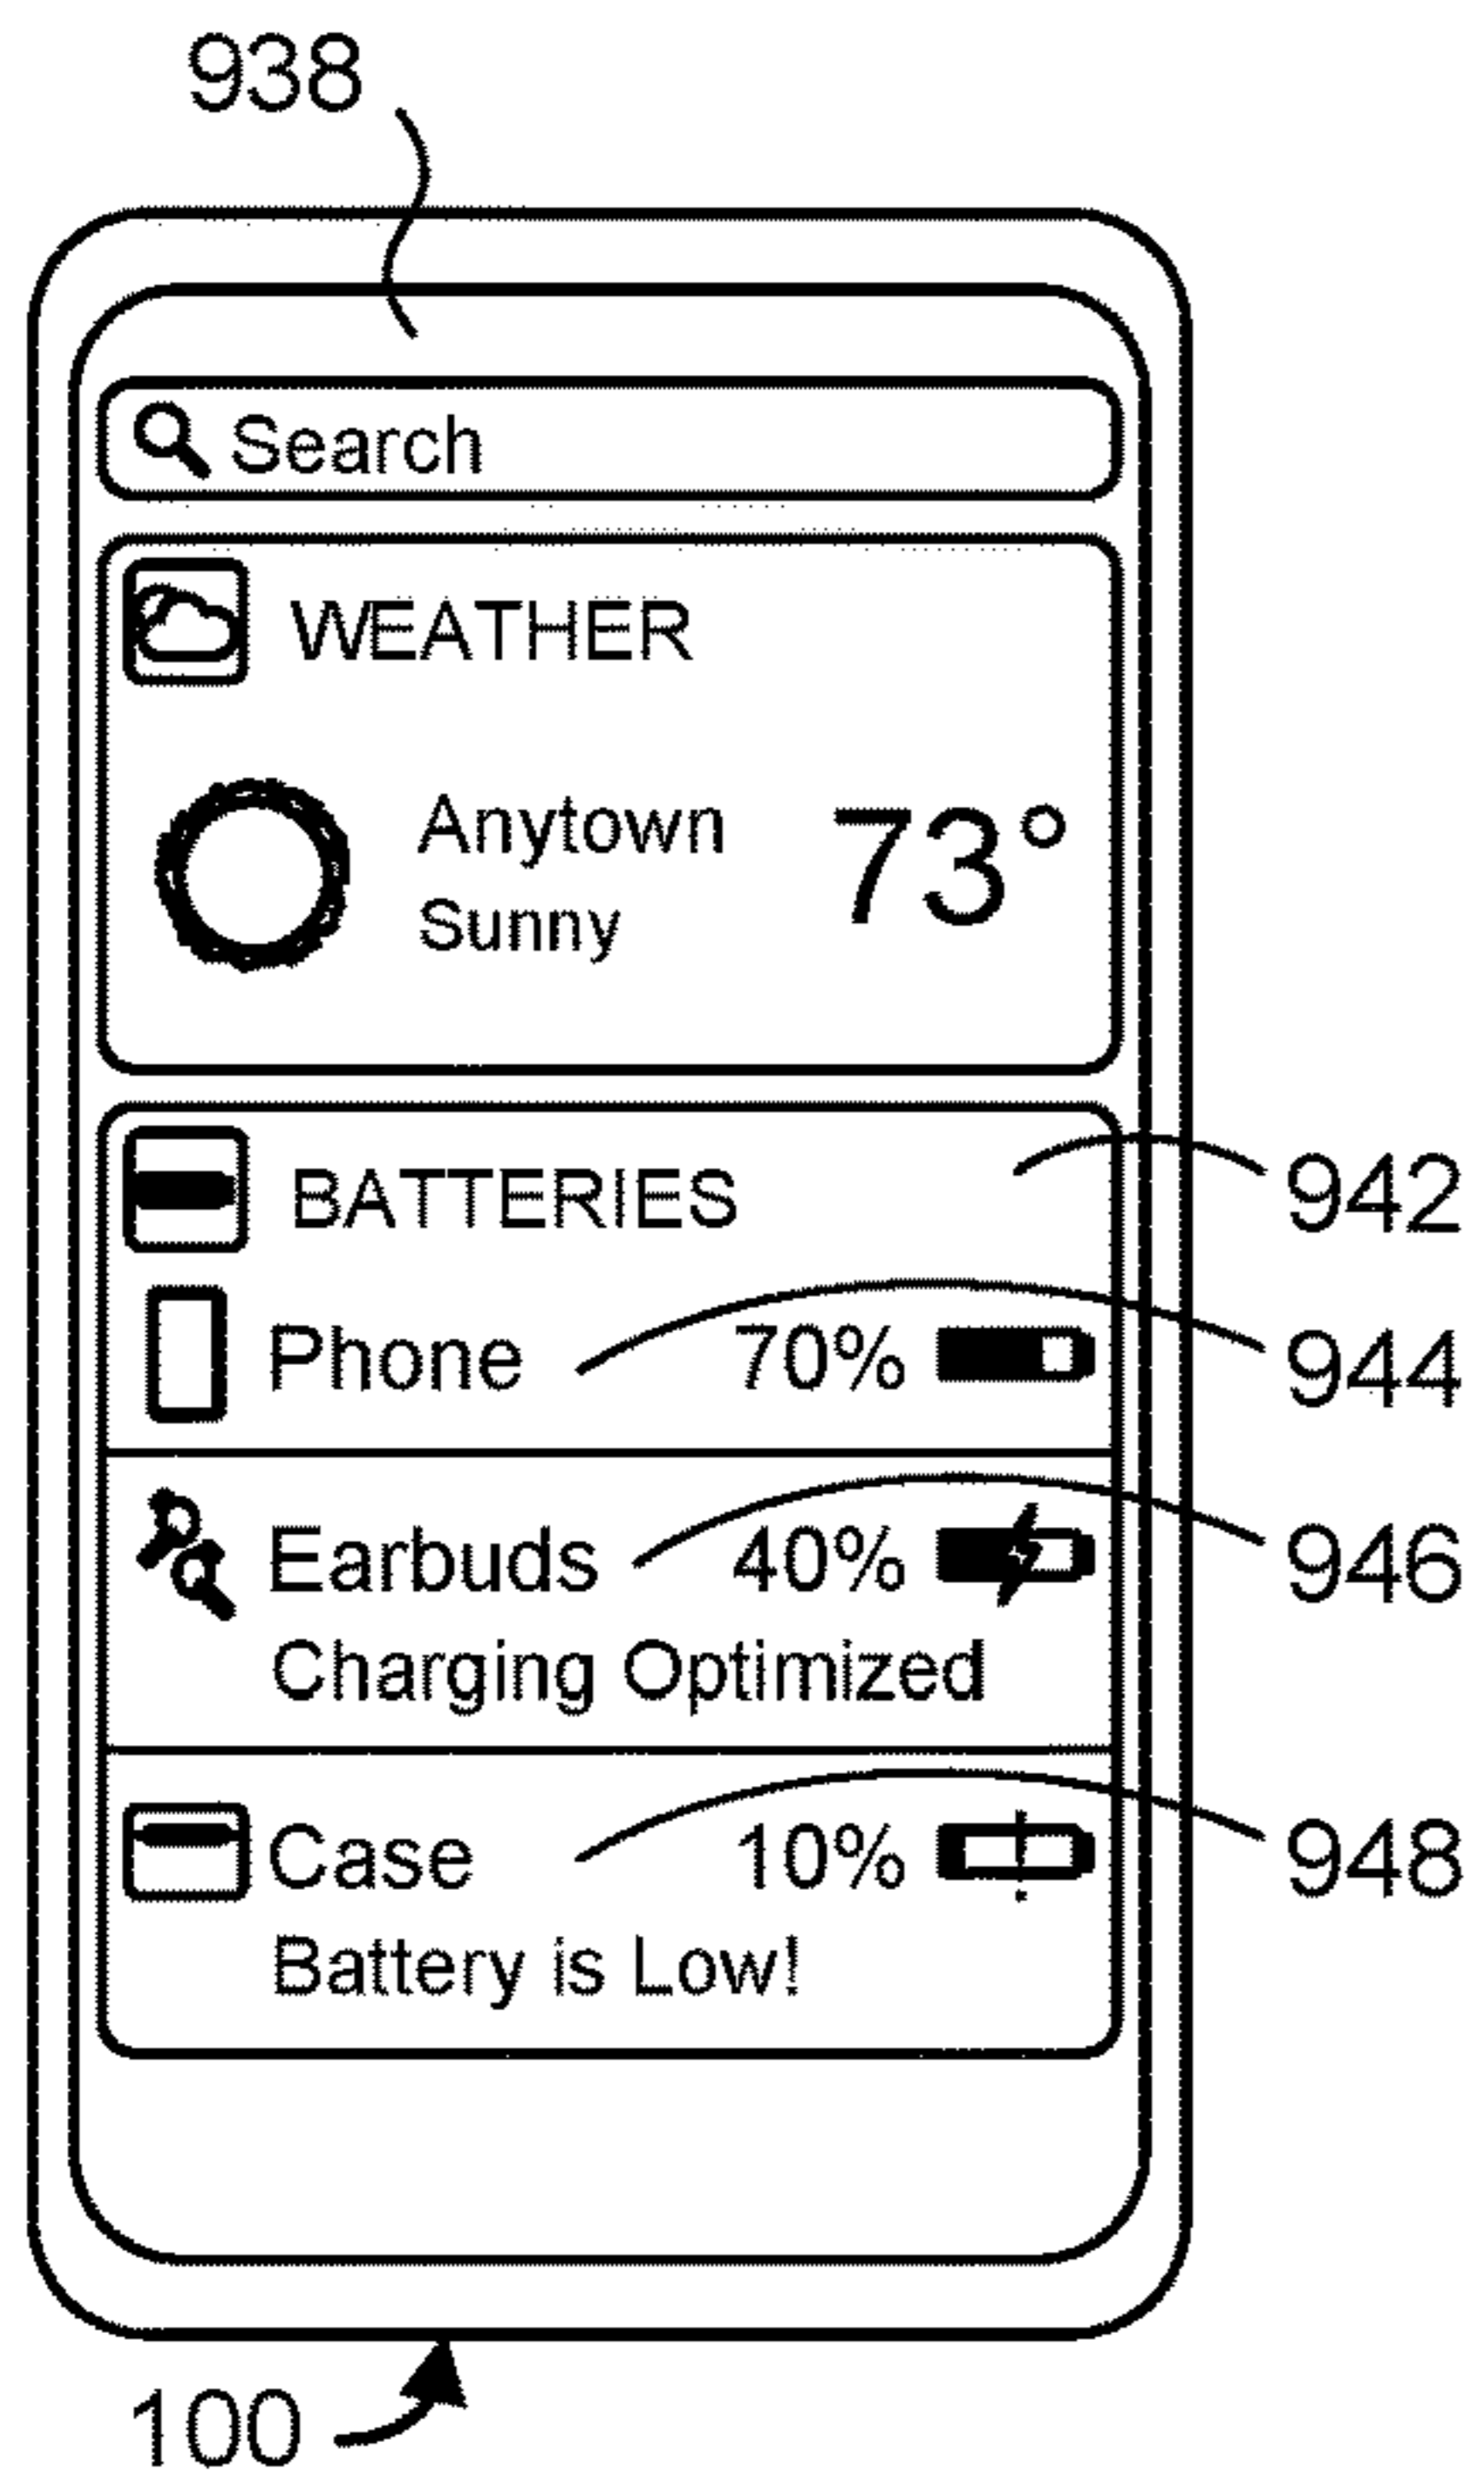 938
Search
WEATHER
Anytown 73°
Sunny
BATTERIES
942
Phone 70%
944
Earbuds 40%
946
Charging Optimized
Case 10%
948
Battery is Low!
100